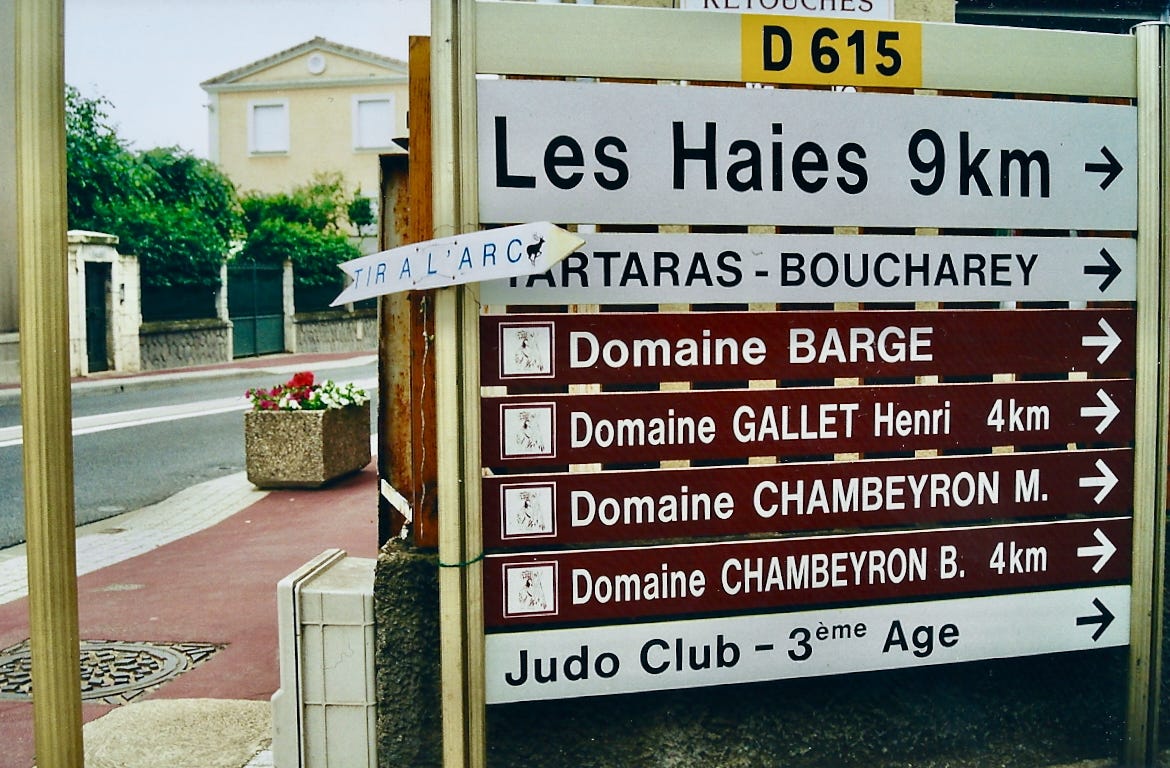 RETOUCHES
D 615
Les Haies 9km →
TIR A L'ARC
TARTARAS - BOUCHAREY →
Domaine BARGE →
Domaine GALLET Henri 4km →
Domaine CHAMBEYRON M. →
Domaine CHAMBEYRON B. 4km →
Judo Club - 3ème Age →